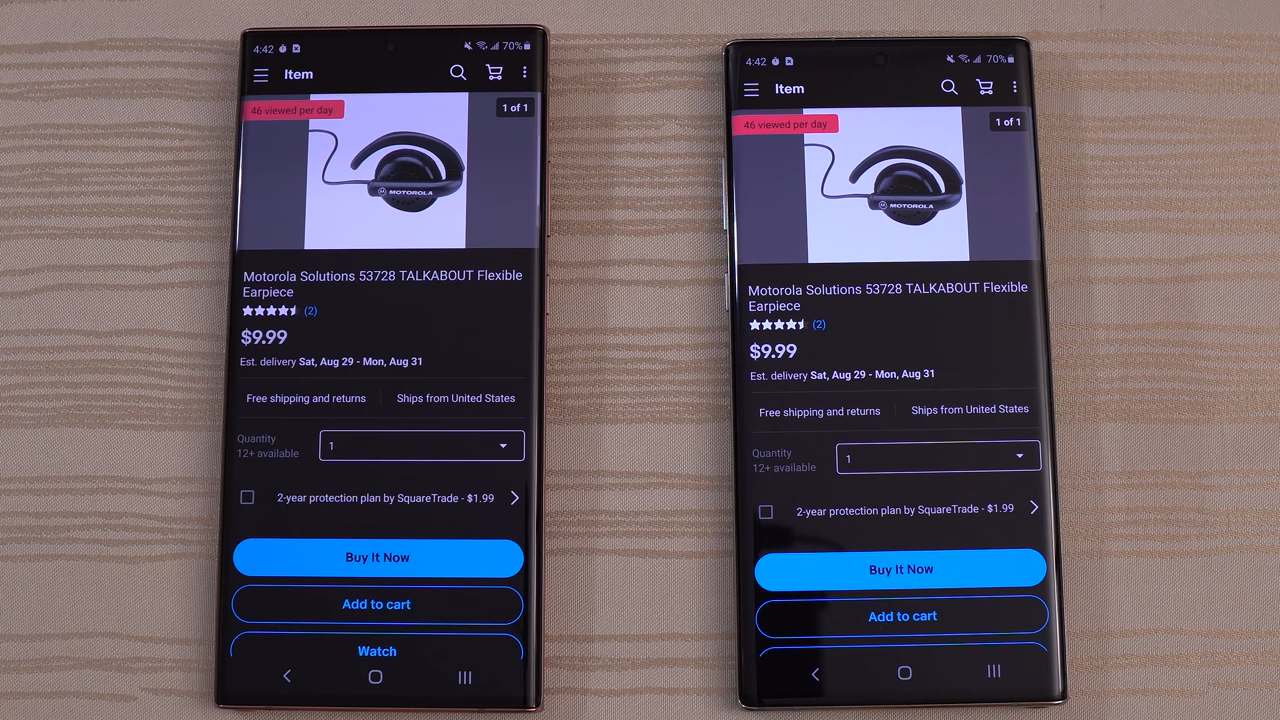 4:42
70%
Item
46 viewed per day
1 of 1
MOTOROLA
Motorola Solutions 53728 TALKABOUT Flexible
Earpiece
(2)
$9.99
Est. delivery Sat, Aug 29 - Mon, Aug 31
Free shipping and returns
Ships from United States
Quantity
12+ available
1
2-year protection plan by SquareTrade - $1.99
Buy It Now
Add to cart
Watch
4:42
70%
Item
46 viewed per day
1 of 1
MOTOROLA
Motorola Solutions 53728 TALKABOUT Flexible
Earpiece
(2)
$9.99
Est. delivery Sat, Aug 29 - Mon, Aug 31
Free shipping and returns
Ships from United States
Quantity
12+ available
1
2-year protection plan by SquareTrade - $1.99
Buy It Now
Add to cart